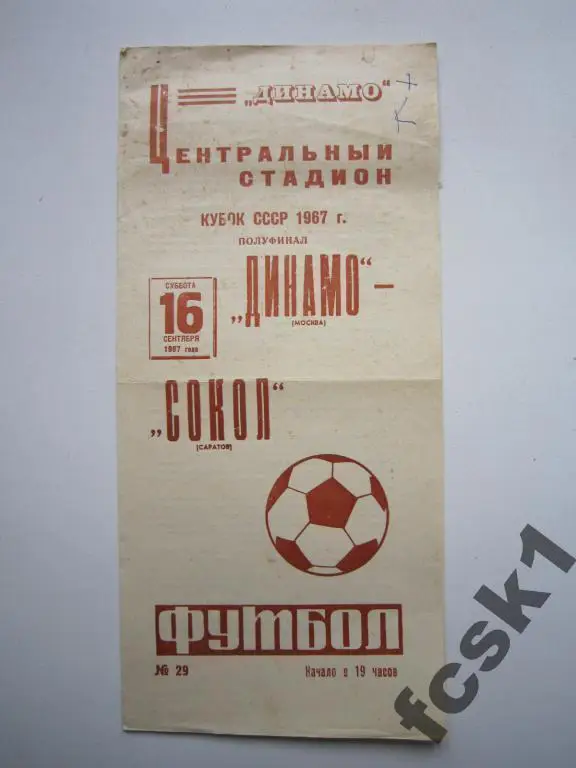 „ДИНАМО“
ЦЕНТРАЛЬНЫЙ
СТАДИОН
КУБОК СССР 1967 г.
ПОЛУФИНАЛ
СУББОТА
16
СЕНТЯБРЯ
1967 года
„ДИНАМО“ —
(МОСКВА)
„СОКОЛ“
(САРАТОВ)
ФУТБОЛ
№ 29
Начало в 19 часов
fcsk1